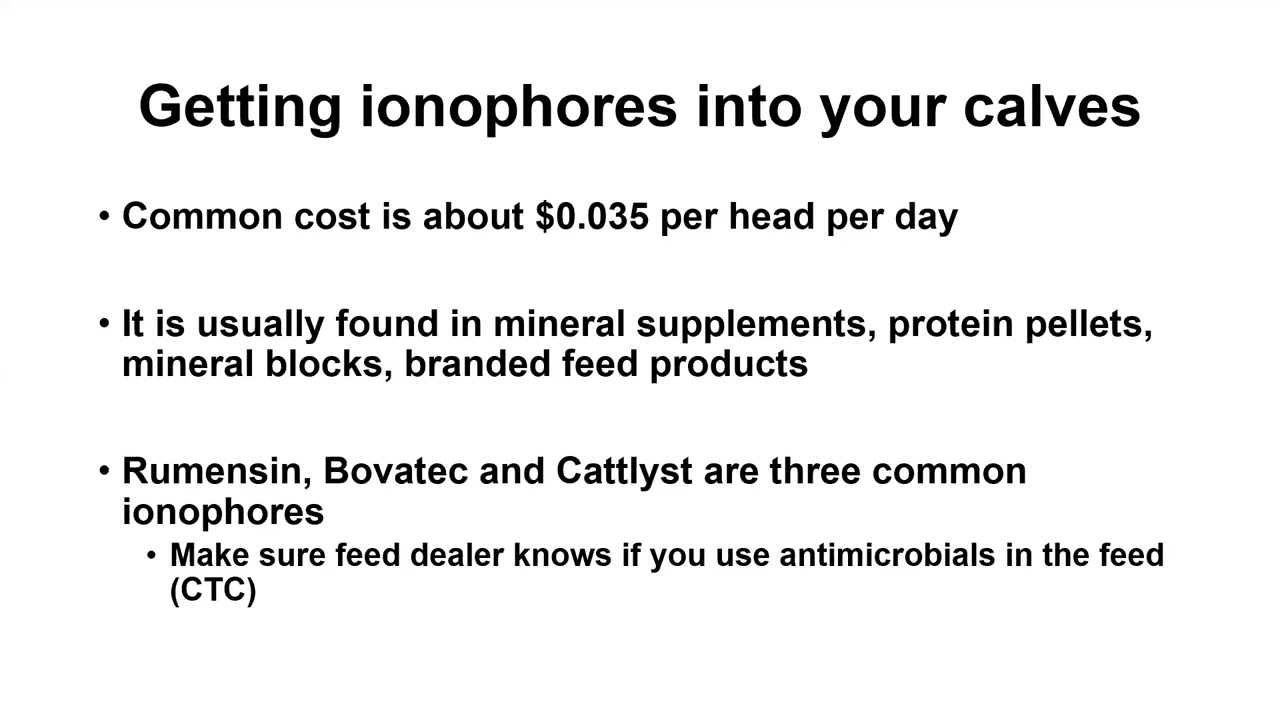 Getting ionophores into your calves
• Common cost is about $0.035 per head per day
• It is usually found in mineral supplements, protein pellets,
mineral blocks, branded feed products
• Rumensin, Bovatec and Cattlyst are three common
ionophores
• Make sure feed dealer knows if you use antimicrobials in the feed
(CTC)